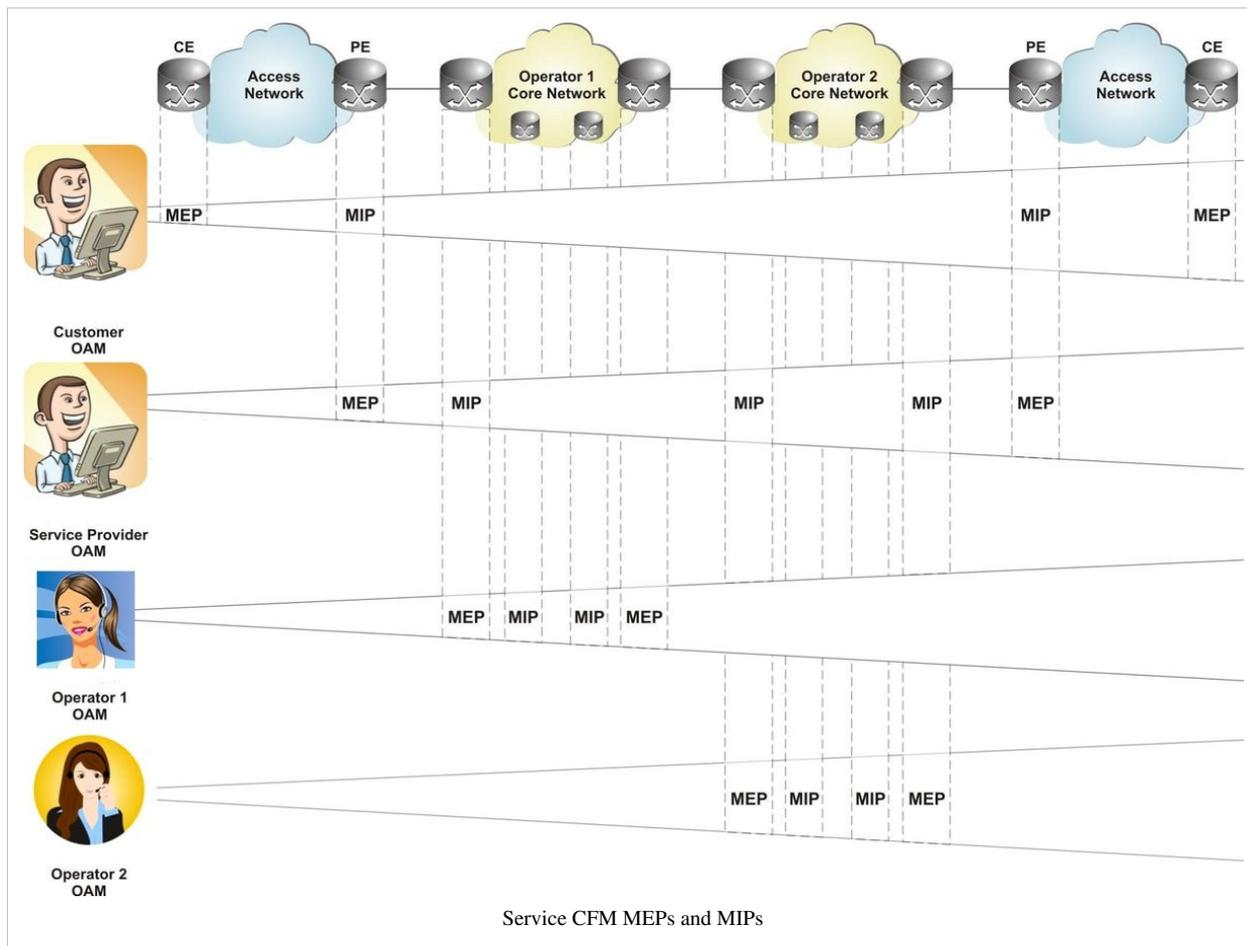 CE
PE
PE
CE
Access
Network
Operator 1
Core Network
Operator 2
Core Network
Access
Network
MEP
MIP
MIP
MEP
Customer
OAM
MEP
MIP
MIP
MIP
MEP
Service Provider
OAM
MEP
MIP
MIP
MEP
Operator 1
OAM
MEP
MIP
MIP
MEP
Operator 2
OAM
Service CFM MEPs and MIPs